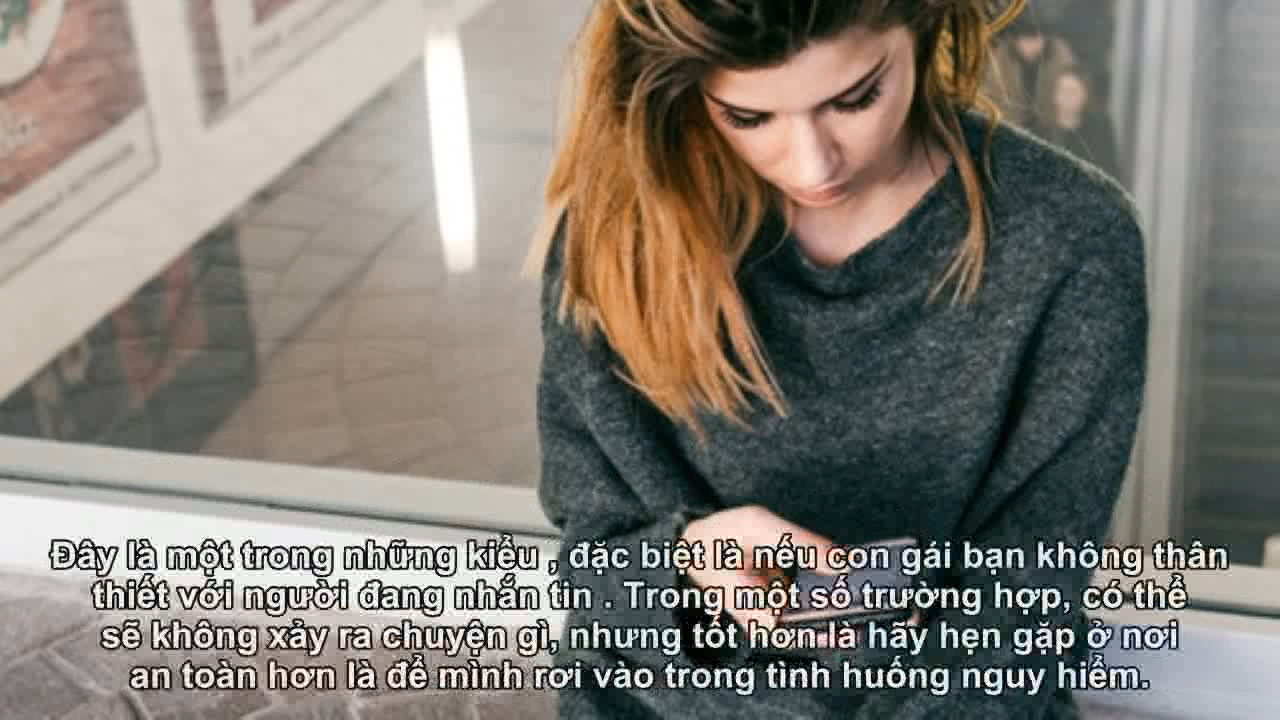 Đây là một trong những kiểu , đặc biệt là nếu con gái bạn không thân
thiết với người đang nhắn tin . Trong một số trường hợp, có thể
sẽ không xảy ra chuyện gì, nhưng tốt hơn là hãy hẹn gặp ở nơi
an toàn hơn là để mình rơi vào trong tình huống nguy hiểm.